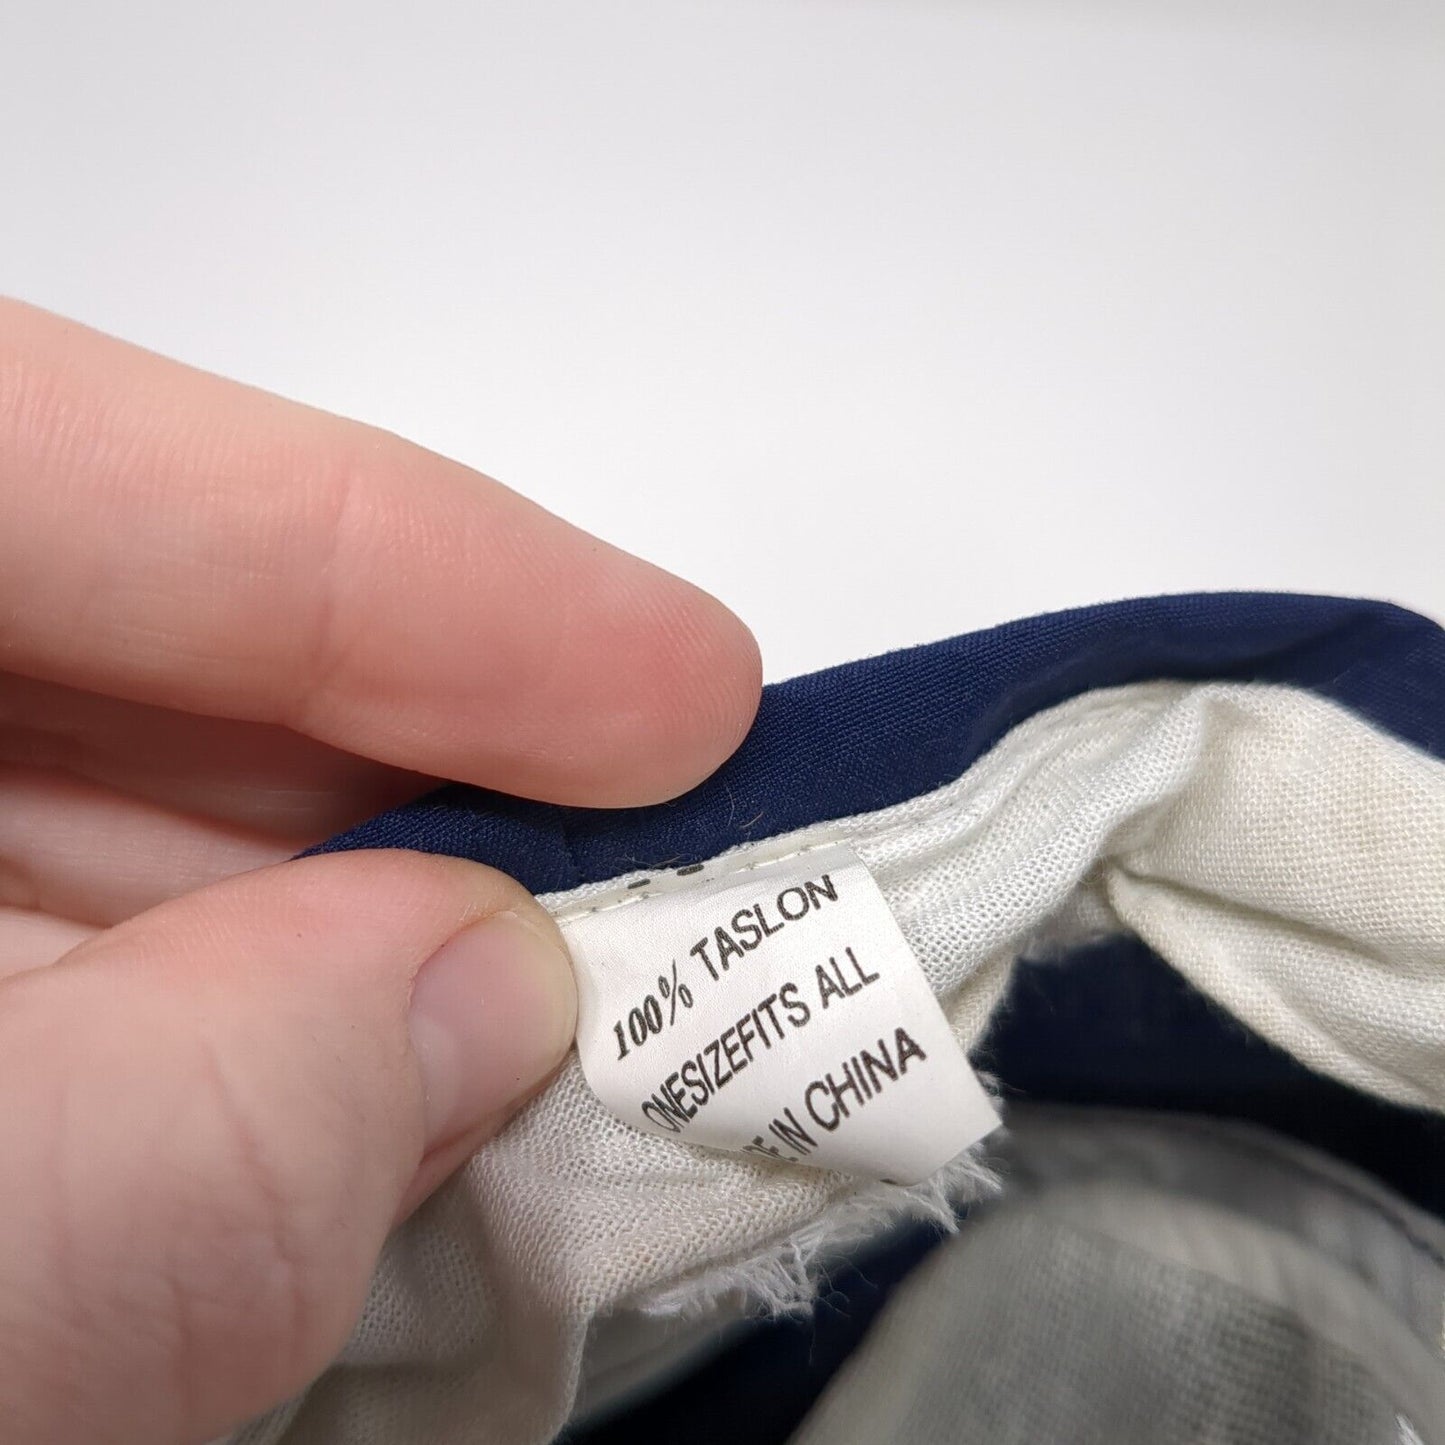 100% TASLON
ONESIZEFITS ALL
IN CHINA